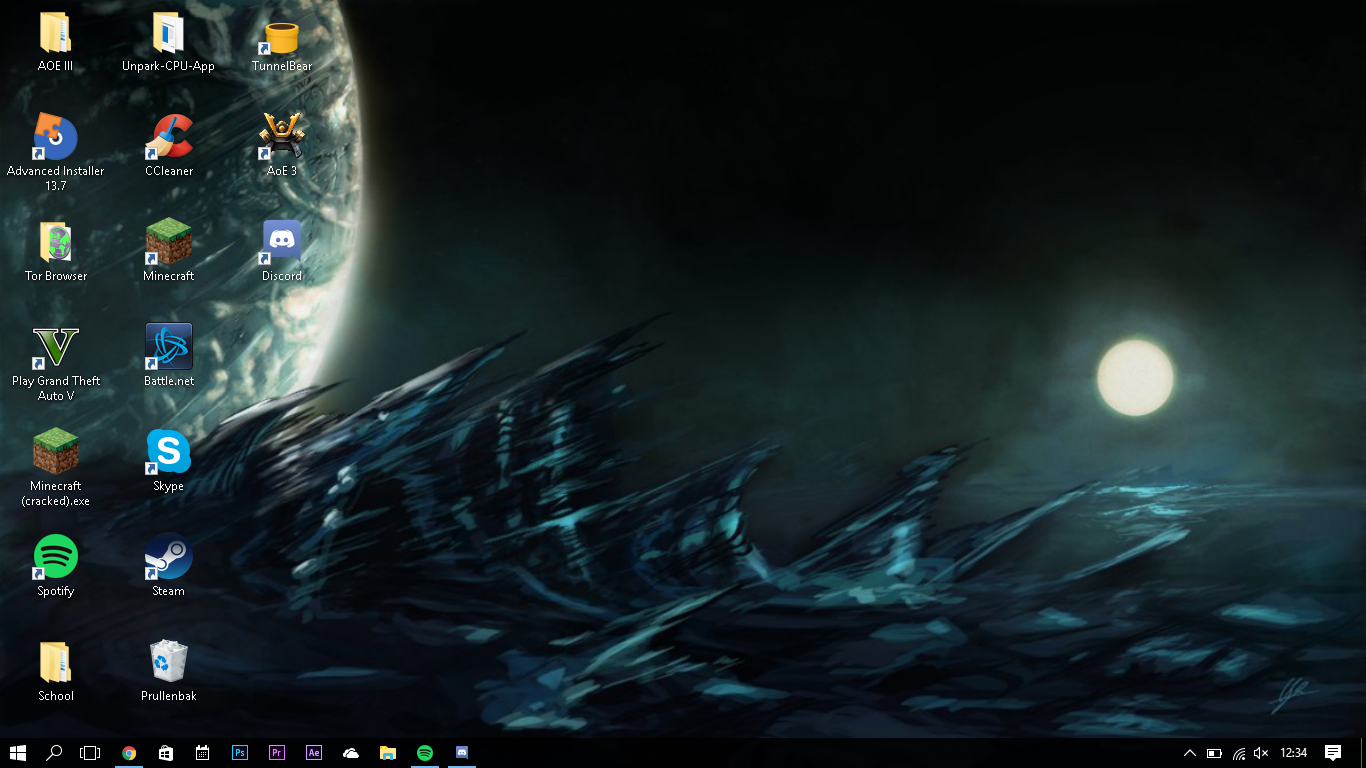 AOE III
Unpark-CPU-App
TunnelBear
Advanced Installer
13.7
CCleaner
AoE 3
Tor Browser
Minecraft
Discord
Play Grand Theft
Auto V
Battle.net
Minecraft
(cracked).exe
Skype
Spotify
Steam
School
Prullenbak
Ps
Pr
Ae
12:34